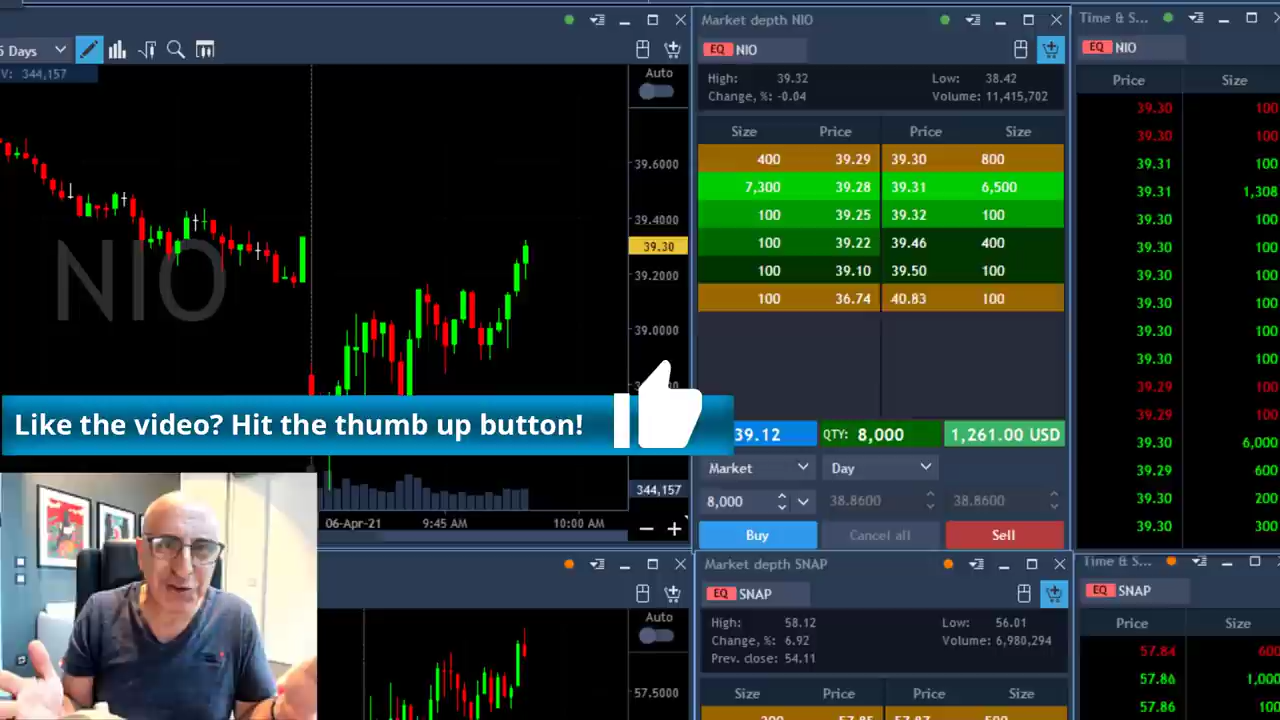 5 Days
V: 344,157
Auto
NIO
39.6000
39.4000
39.30
39.2000
39.0000
344,157
06-Apr-21 9:45 AM 10:00 AM
Market depth NIO
EQ NIO
High: 39.32 Low: 38.42
Change, %: -0.04 Volume: 11,415,702
Size Price Price Size
400 39.29 39.30 800
7,300 39.28 39.31 6,500
100 39.25 39.32 100
100 39.22 39.46 400
100 39.10 39.50 100
100 36.74 40.83 100
Like the video? Hit the thumb up button!
39.12 QTY: 8,000 1,261.00 USD
Market Day
8,000 38.8600 38.8600
Buy Cancel all Sell
Time & S...
EQ NIO
Price Size
39.30 100
39.30 100
39.31 100
39.31 1,308
39.30 100
39.30 100
39.30 100
39.30 100
39.30 100
39.30 100
39.29 100
39.29 100
39.30 6,000
39.29 600
39.30 200
39.30 300
Auto
57.5000
Market depth SNAP
EQ SNAP
High: 58.12 Low: 56.01
Change, %: 6.92 Volume: 6,980,294
Prev. close: 54.11
Size Price Price Size
200 57.85 57.87 500
Time & S...
EQ SNAP
Price Size
57.84 600
57.86 1,000
57.86 100